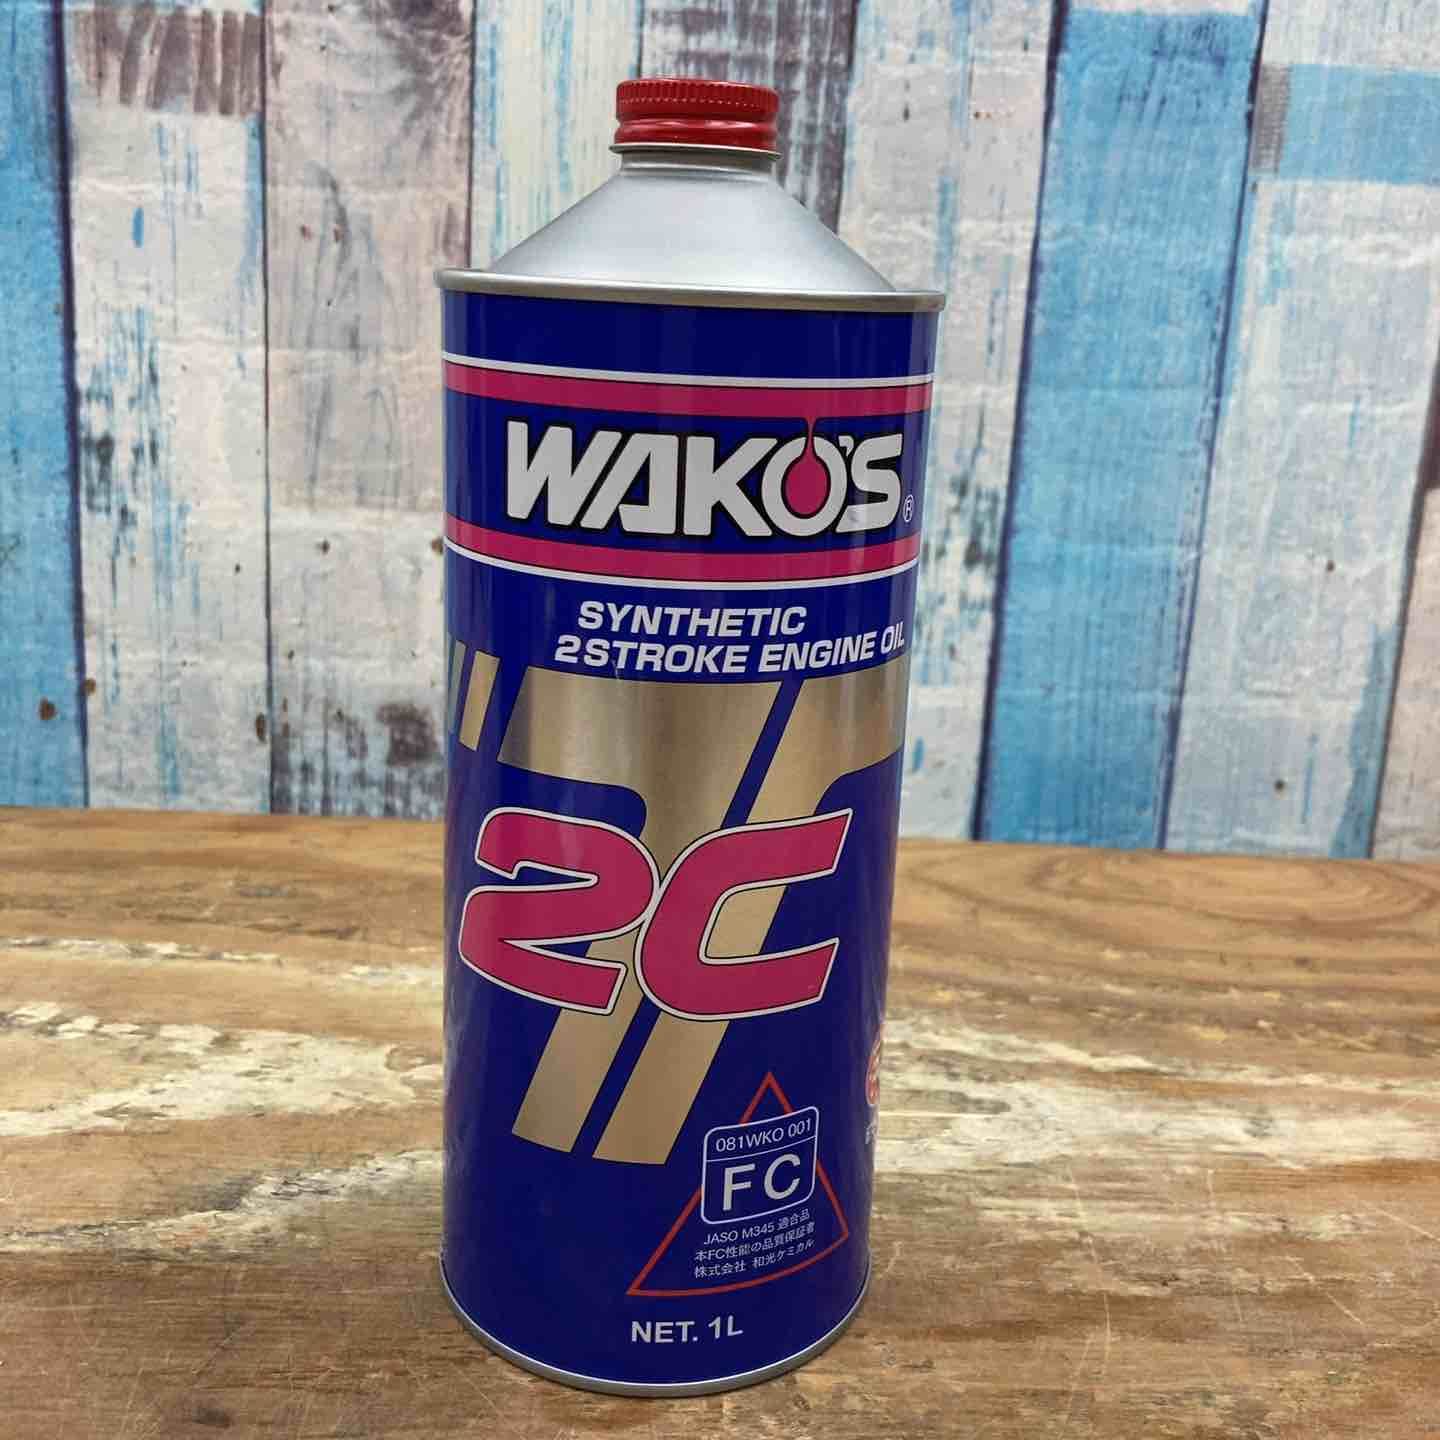 WAKO'S®
SYNTHETIC
2STROKE ENGINE OIL
2C
081WKO 001
FC
JASO M345 適合品
本FC性能の品質保証者
株式会社 和光ケミカル
NET. 1L